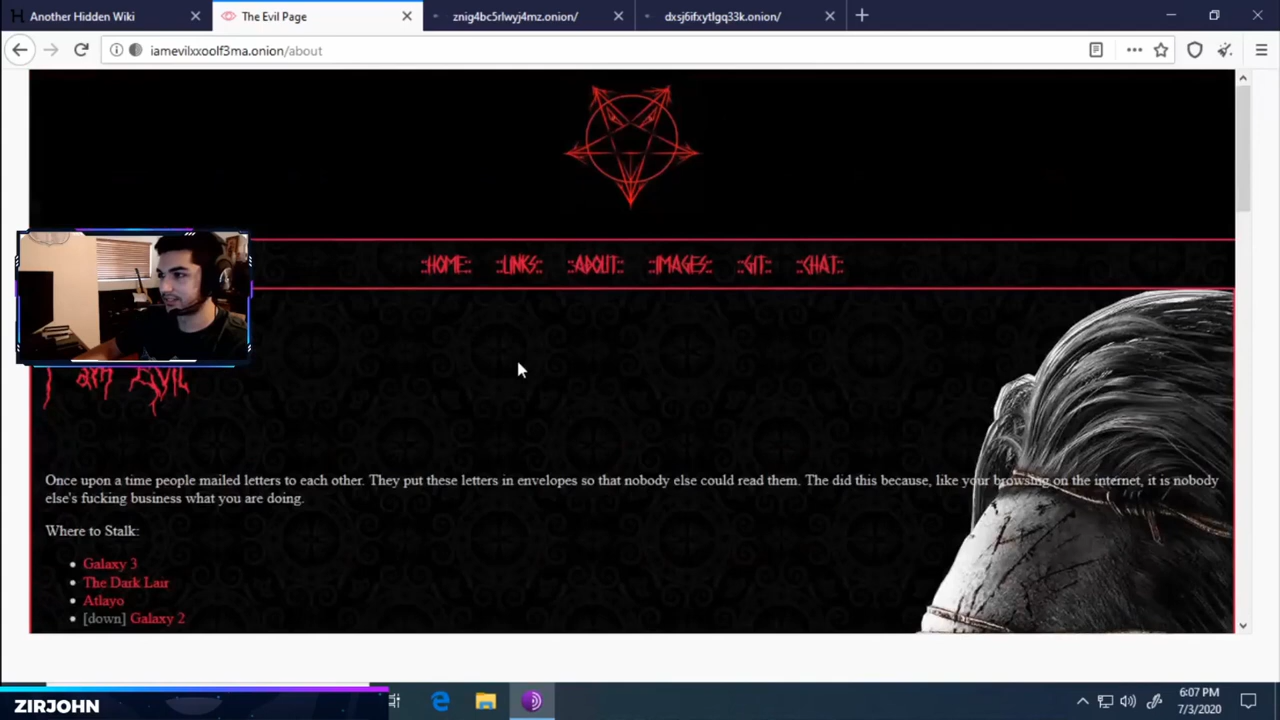 Another Hidden Wiki
The Evil Page
znig4bc5rlwyj4mz.onion/
dxsj6ifxytlgq33k.onion/
iamevilxxoolf3ma.onion/about
::HOME::
::LINKS::
::ABOUT::
::IMAGES::
::GIT::
::CHAT::
I am Evil
Once upon a time people mailed letters to each other. They put these letters in envelopes so that nobody else could read them. The did this because, like your browsing on the internet, it is nobody
else's fucking business what you are doing.
Where to Stalk:
Galaxy 3
The Dark Lair
Atlayo
[down] Galaxy 2
ZIRJOHN
6:07 PM
7/3/2020